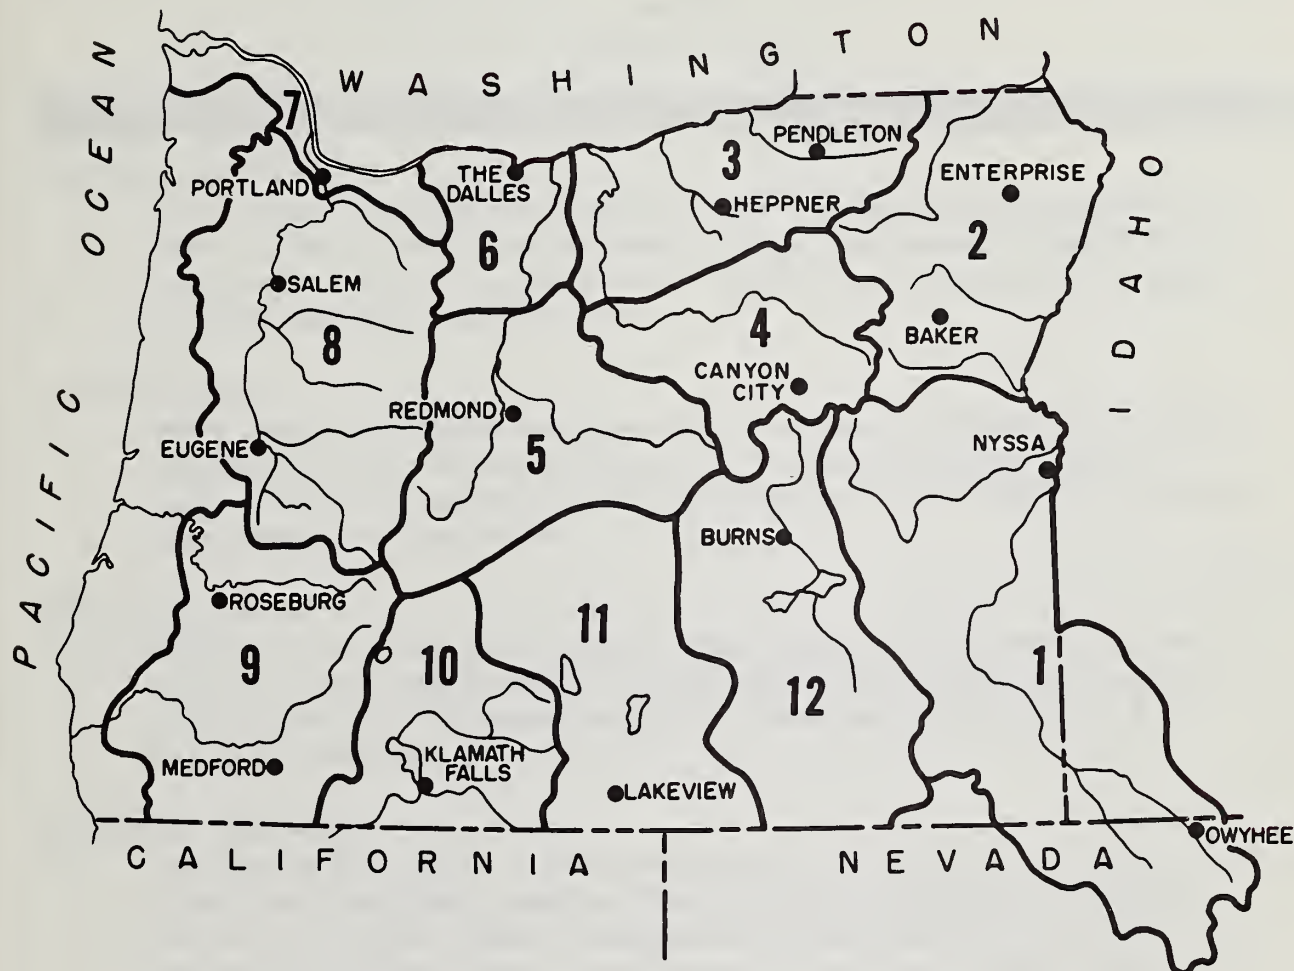 WASHINGTON
PACIFIC OCEAN
IDAHO
7
PORTLAND
THE
DALLES
6
3
PENDLETON
HEPPNER
ENTERPRISE
2
BAKER
SALEM
8
4
CANYON
CITY
REDMOND
5
EUGENE
NYSSA
BURNS
ROSEBURG
9
10
11
12
1
MEDFORD
KLAMATH
FALLS
LAKEVIEW
OWYHEE
CALIFORNIA
NEVADA